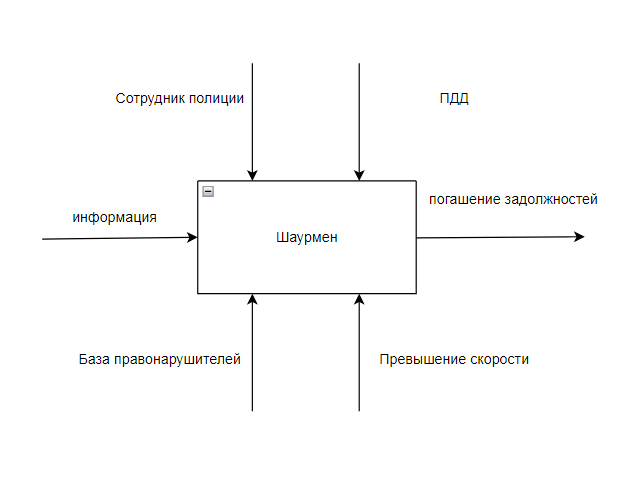 Сотрудник полиции
ПДД
погашение задолжностей
информация
Шаурмен
База правонарушителей
Превышение скорости